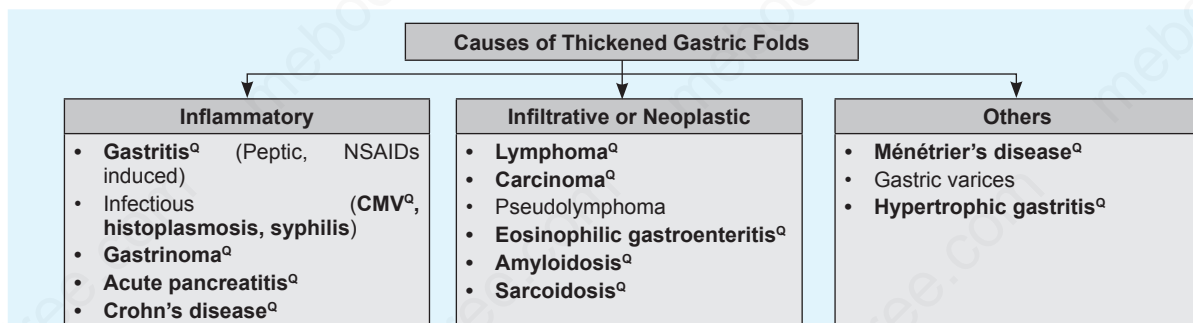 Causes of Thickened Gastric Folds
Inflammatory
• GastritisQ (Peptic, NSAIDs
induced)
• Infectious (CMVQ,
histoplasmosis, syphilis)
• GastrinomaQ
• Acute pancreatitisQ
• Crohn's diseaseQ
Infiltrative or Neoplastic
• LymphomaQ
• CarcinomaQ
• Pseudolymphoma
• Eosinophilic gastroenteritisQ
• AmyloidosisQ
• SarcoidosisQ
Others
• Ménétrier's diseaseQ
• Gastric varices
• Hypertrophic gastritisQ